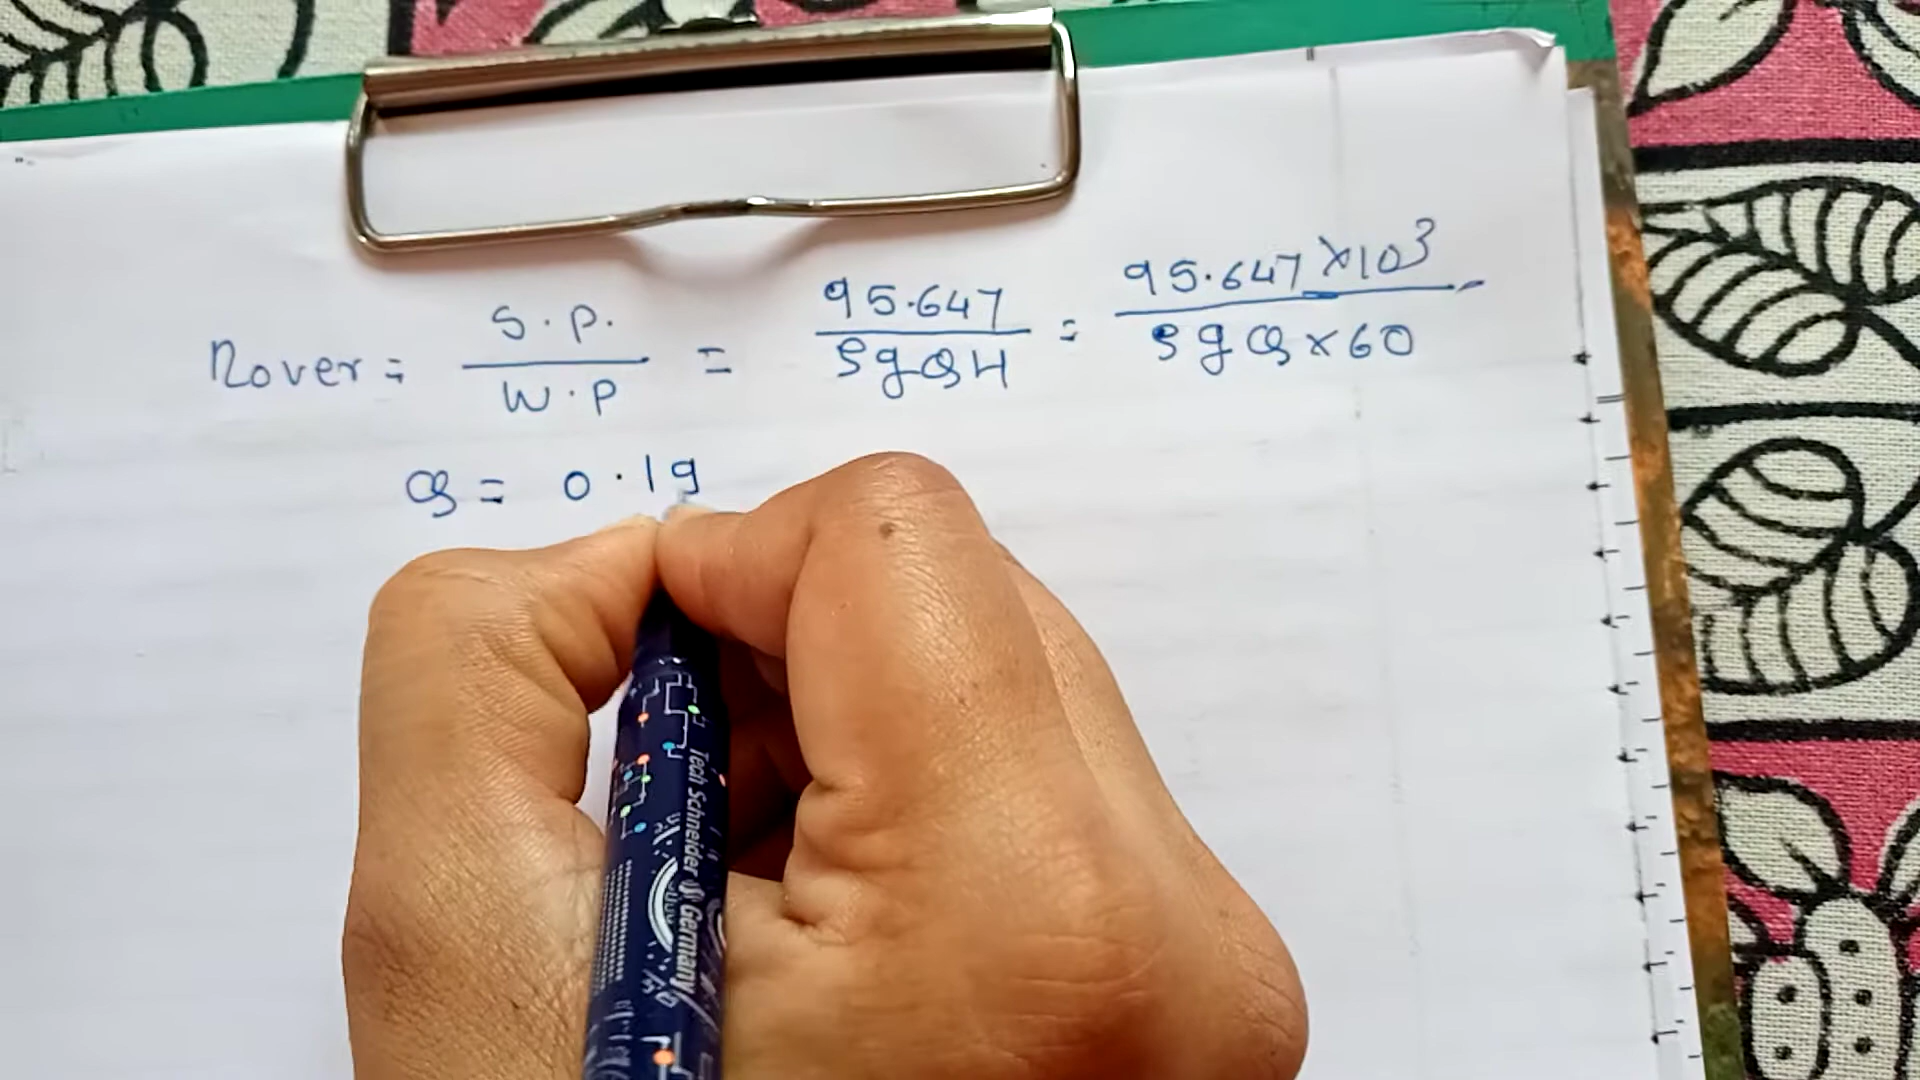 ηover = S.P. / W.P = 95.647 / ρgQH = 95.647 × 10³ / ρgQ × 60
Q = 0.19
Tech Schneider Germany